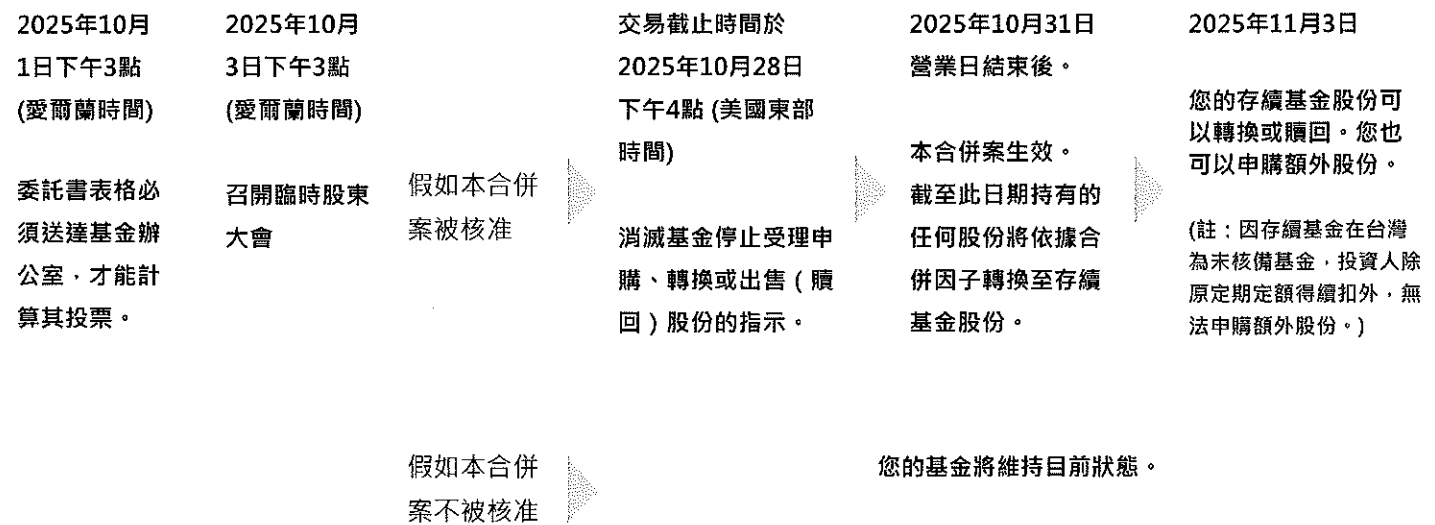 2025年10月
1日下午3點
(愛爾蘭時間)
委託書表格必
須送達基金辦
公室，才能計
算其投票。
2025年10月
3日下午3點
(愛爾蘭時間)
召開臨時股東
大會
假如本合併
案被核准
交易截止時間於
2025年10月28日
下午4點 (美國東部
時間)
消滅基金停止受理申
購、轉換或出售（贖
回）股份的指示。
2025年10月31日
營業日結束後。
本合併案生效。
截至此日期持有的
任何股份將依據合
併因子轉換至存續
基金股份。
2025年11月3日
您的存續基金股份可
以轉換或贖回。您也
可以申購額外股份。
(註：因存續基金在台灣
為未核備基金，投資人除
原定期定額得續扣外，無
法申購額外股份。)
假如本合併
案不被核准
您的基金將維持目前狀態。